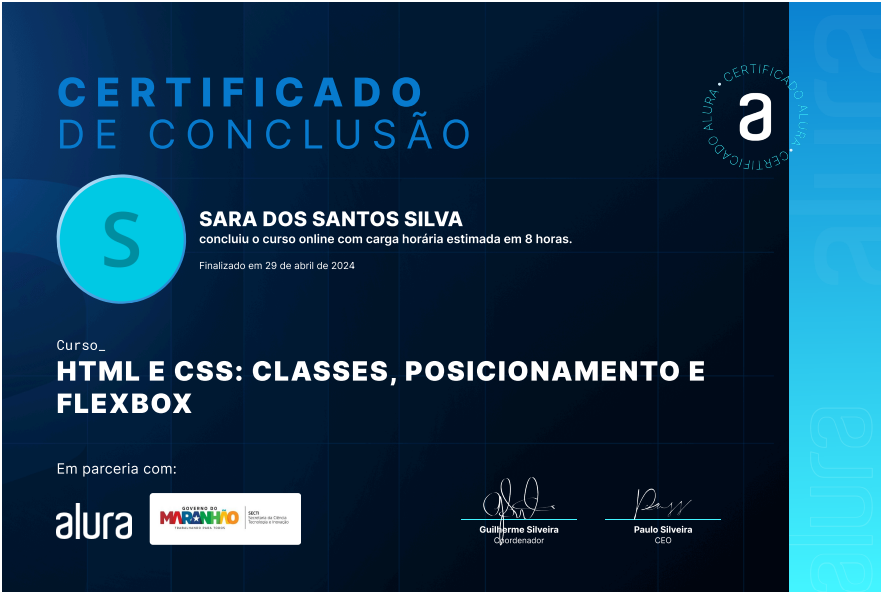 CERTIFICADO
DE CONCLUSÃO
CERTIFICADO ALURA • CERTIFICADO ALURA •
a
S
SARA DOS SANTOS SILVA
concluiu o curso online com carga horária estimada em 8 horas.
Finalizado em 29 de abril de 2024
Curso_
HTML E CSS: CLASSES, POSICIONAMENTO E
FLEXBOX
Em parceria com:
alura
GOVERNO DO
MARANHÃO
TRABALHANDO PARA TODOS
SECTI
Secretaria da Ciência
Tecnologia e Inovação
Guilherme Silveira
Coordenador
Paulo Silveira
CEO
alura
alura